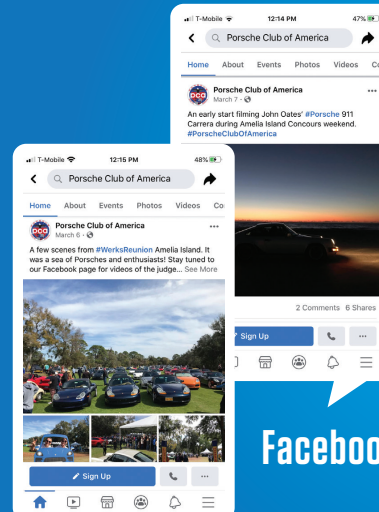 T-Mobile 12:14 PM 47%
Porsche Club of America
Home About Events Photos Videos
Porsche Club of America
March 7
An early start filming John Oates' #Porsche 911
Carrera during Amelia Island Concours weekend.
#PorscheClubOfAmerica
2 Comments 6 Shares
Sign Up
T-Mobile 12:15 PM 48%
Porsche Club of America
Home About Events Photos Videos
pca
Porsche Club of America
March 6
A few scenes from #WerksReunion Amelia Island. It
was a sea of Porsches and enthusiasts! Stay tuned to
our Facebook page for videos of the judge... See More
Sign Up
Faceboo